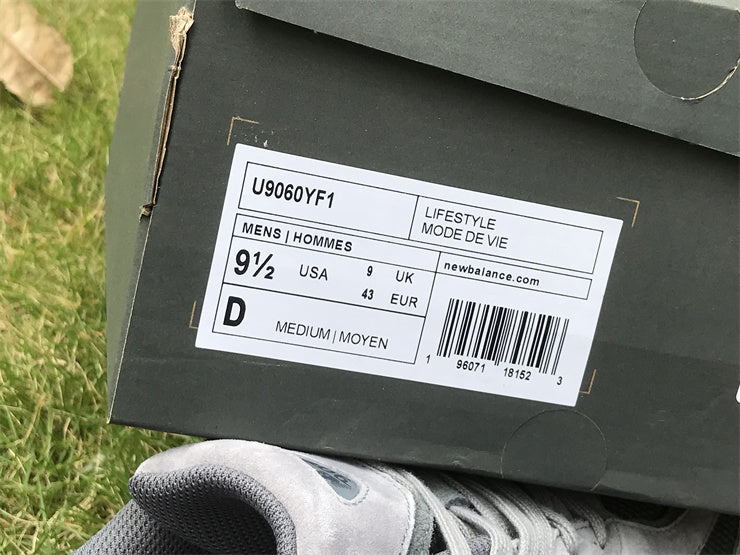 U9060YF1
LIFESTYLE
MODE DE VIE
MENS | HOMMES
9½ USA 9 UK
43 EUR
newbalance.com
D MEDIUM | MOYEN
1 96071 18152 3